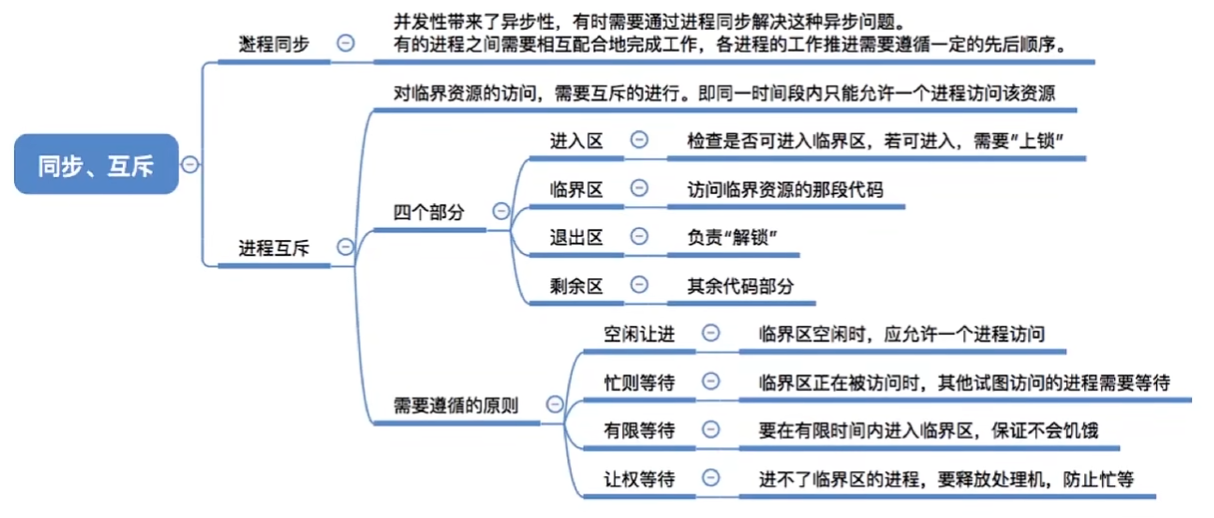 同步、互斥
进程同步
并发性带来了异步性，有时需要通过进程同步解决这种异步问题。
有的进程之间需要相互配合地完成工作，各进程的工作推进需要遵循一定的先后顺序。
进程互斥
对临界资源的访问，需要互斥的进行。即同一时间段内只能允许一个进程访问该资源
四个部分
进入区
检查是否可进入临界区，若可进入，需要"上锁"
临界区
访问临界资源的那段代码
退出区
负责"解锁"
剩余区
其余代码部分
需要遵循的原则
空闲让进
临界区空闲时，应允许一个进程访问
忙则等待
临界区正在被访问时，其他试图访问的进程需要等待
有限等待
要在有限时间内进入临界区，保证不会饥饿
让权等待
进不了临界区的进程，要释放处理机，防止忙等